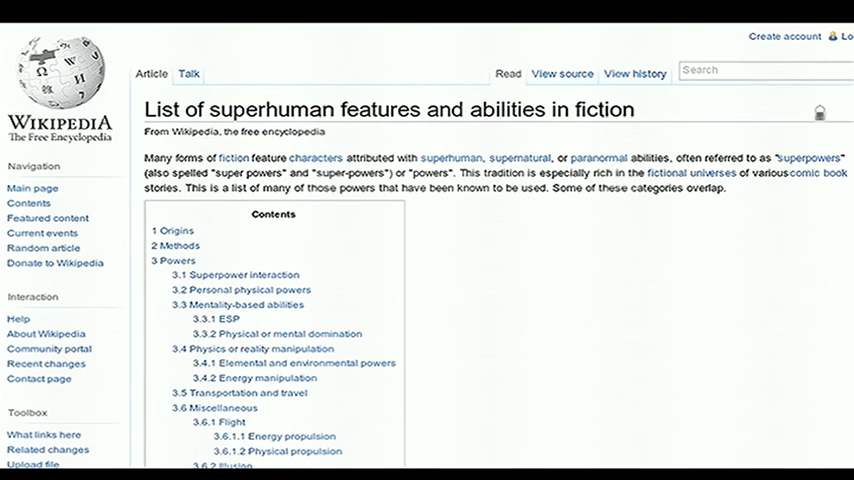 Create account Lo
Article Talk Read View source View history Search
WIKIPEDIA
The Free Encyclopedia
List of superhuman features and abilities in fiction
From Wikipedia, the free encyclopedia
Many forms of fiction feature characters attributed with superhuman, supernatural, or paranormal abilities, often referred to as "superpowers"
(also spelled "super powers" and "super-powers") or "powers". This tradition is especially rich in the fictional universes of various comic book
stories. This is a list of many of those powers that have been known to be used. Some of these categories overlap.
Navigation
Main page
Contents
Featured content
Current events
Random article
Donate to Wikipedia
Interaction
Help
About Wikipedia
Community portal
Recent changes
Contact page
Toolbox
What links here
Related changes
Upload file
Contents
1 Origins
2 Methods
3 Powers
3.1 Superpower interaction
3.2 Personal physical powers
3.3 Mentality-based abilities
3.3.1 ESP
3.3.2 Physical or mental domination
3.4 Physics or reality manipulation
3.4.1 Elemental and environmental powers
3.4.2 Energy manipulation
3.5 Transportation and travel
3.6 Miscellaneous
3.6.1 Flight
3.6.1.1 Energy propulsion
3.6.1.2 Physical propulsion
3.6.2 Illusion